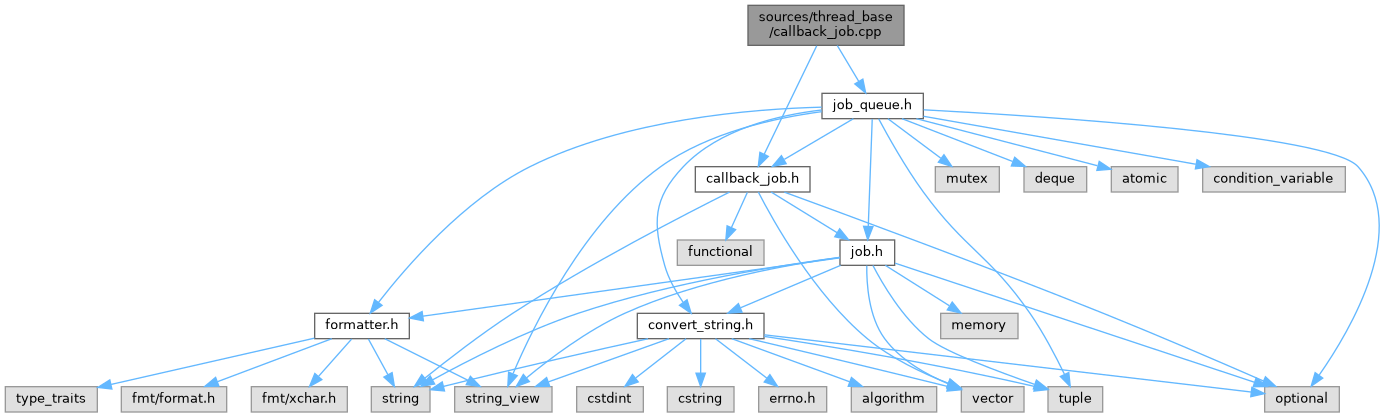 sources/thread_base
/callback_job.cpp
job_queue.h
callback_job.h
mutex
deque
atomic
condition_variable
functional
job.h
formatter.h
convert_string.h
memory
type_traits
fmt/format.h
fmt/xchar.h
string
string_view
cstdint
cstring
errno.h
algorithm
vector
tuple
optional